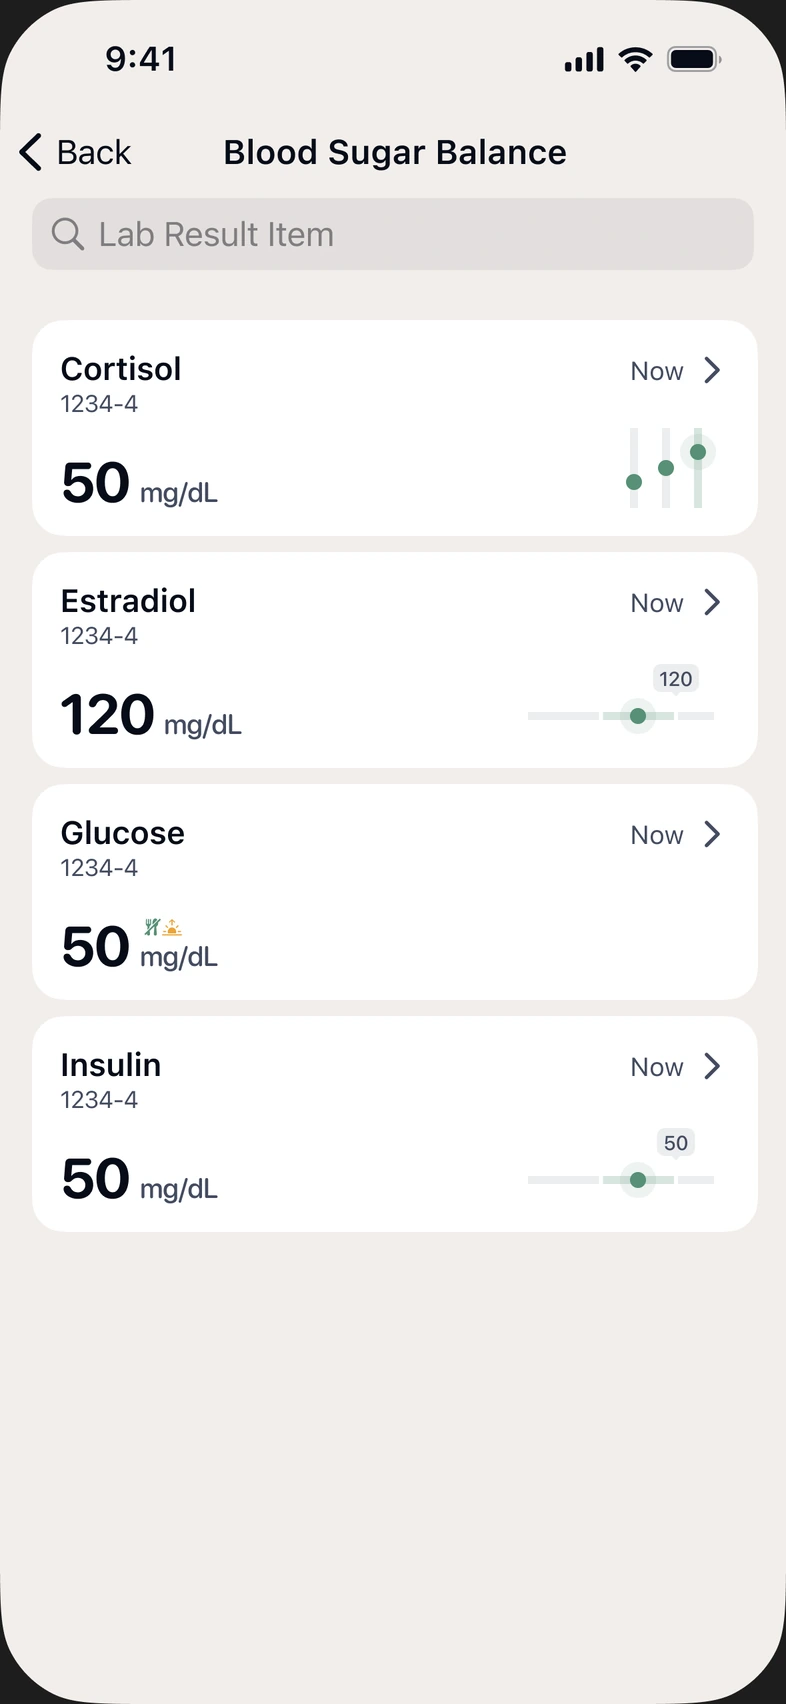 9:41
Back
Blood Sugar Balance
Lab Result Item
Cortisol
Now
1234-4
50 mg/dL
Estradiol
Now
1234-4
120
120 mg/dL
Glucose
Now
1234-4
50 mg/dL
Insulin
Now
1234-4
50
50 mg/dL